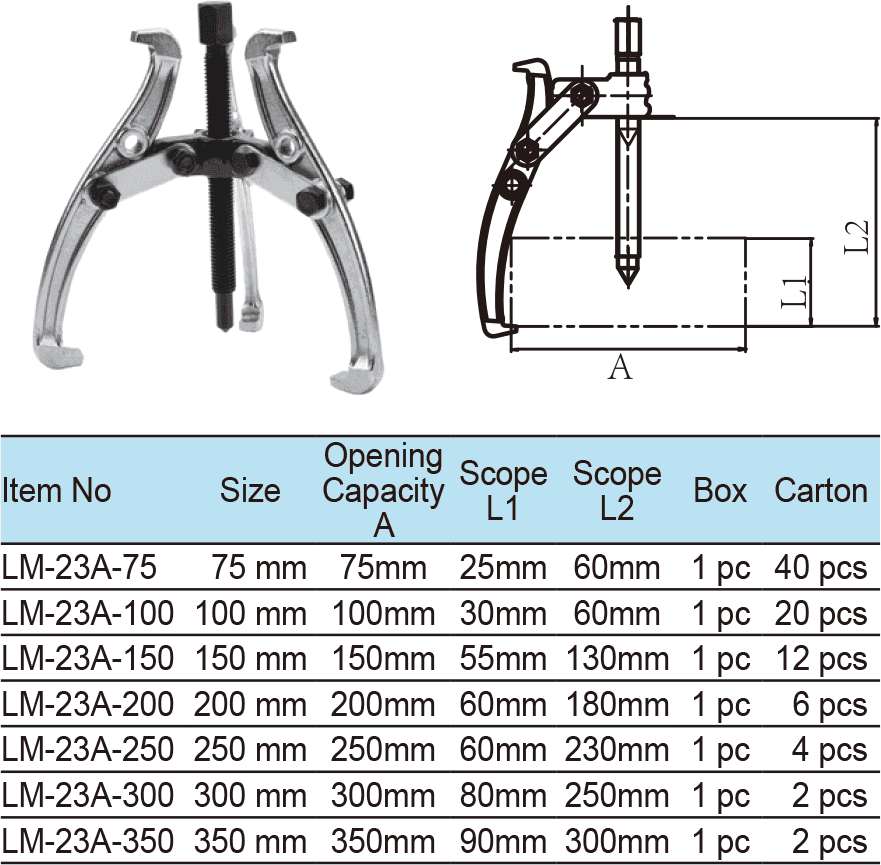 L2
L1
A
Item No Size Opening Capacity A Scope L1 Scope L2 Box Carton
LM-23A-75 75 mm 75mm 25mm 60mm 1 pc 40 pcs
LM-23A-100 100 mm 100mm 30mm 60mm 1 pc 20 pcs
LM-23A-150 150 mm 150mm 55mm 130mm 1 pc 12 pcs
LM-23A-200 200 mm 200mm 60mm 180mm 1 pc 6 pcs
LM-23A-250 250 mm 250mm 60mm 230mm 1 pc 4 pcs
LM-23A-300 300 mm 300mm 80mm 250mm 1 pc 2 pcs
LM-23A-350 350 mm 350mm 90mm 300mm 1 pc 2 pcs